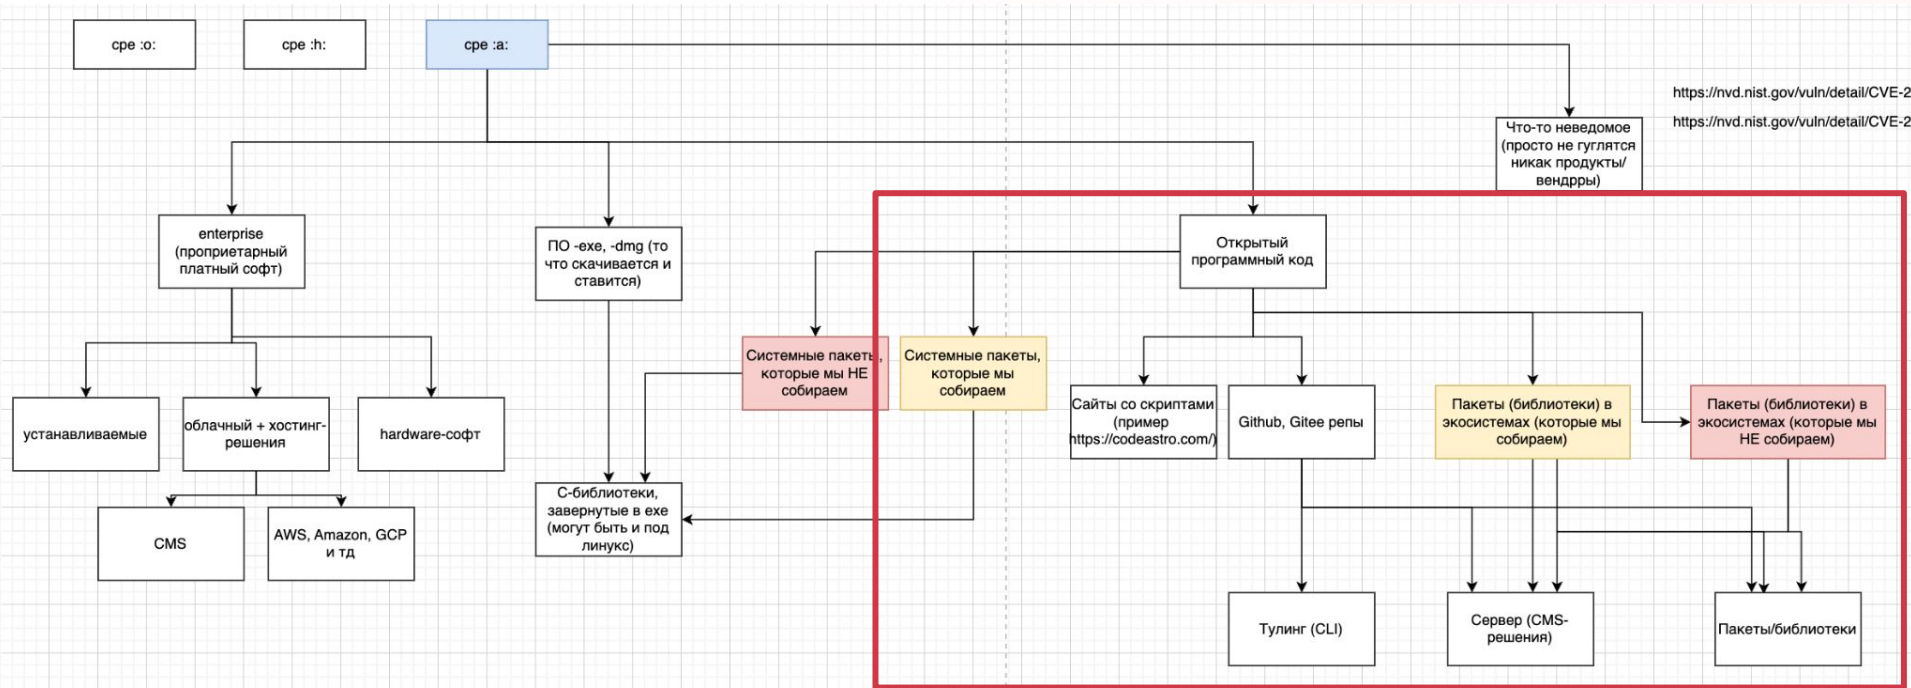 cpe :o:
cpe :h:
cpe :a:
https://nvd.nist.gov/vuln/detail/CVE-2
https://nvd.nist.gov/vuln/detail/CVE-2
Что-то неведомое
(просто не гуглятся
никак продукты/
вендрры)
enterprise
(проприетарный
платный софт)
ПО -exe, -dmg (то
что скачивается и
ставится)
Открытый
программный код
Системные пакеты,
которые мы НЕ
собираем
Системные пакеты,
которые мы
собираем
устанавливаемые
облачный + хостинг-
решения
hardware-софт
Сайты со скриптами
(пример
https://codeastro.com/)
Github, Gitee репы
Пакеты (библиотеки) в
экосистемах (которые мы
собираем)
Пакеты (библиотеки) в
экосистемах (которые мы
НЕ собираем)
С-библиотеки,
завернутые в exe
(могут быть и под
линукс)
CMS
AWS, Amazon, GCP
и тд
Тулинг (CLI)
Сервер (CMS-
решения)
Пакеты/библиотеки